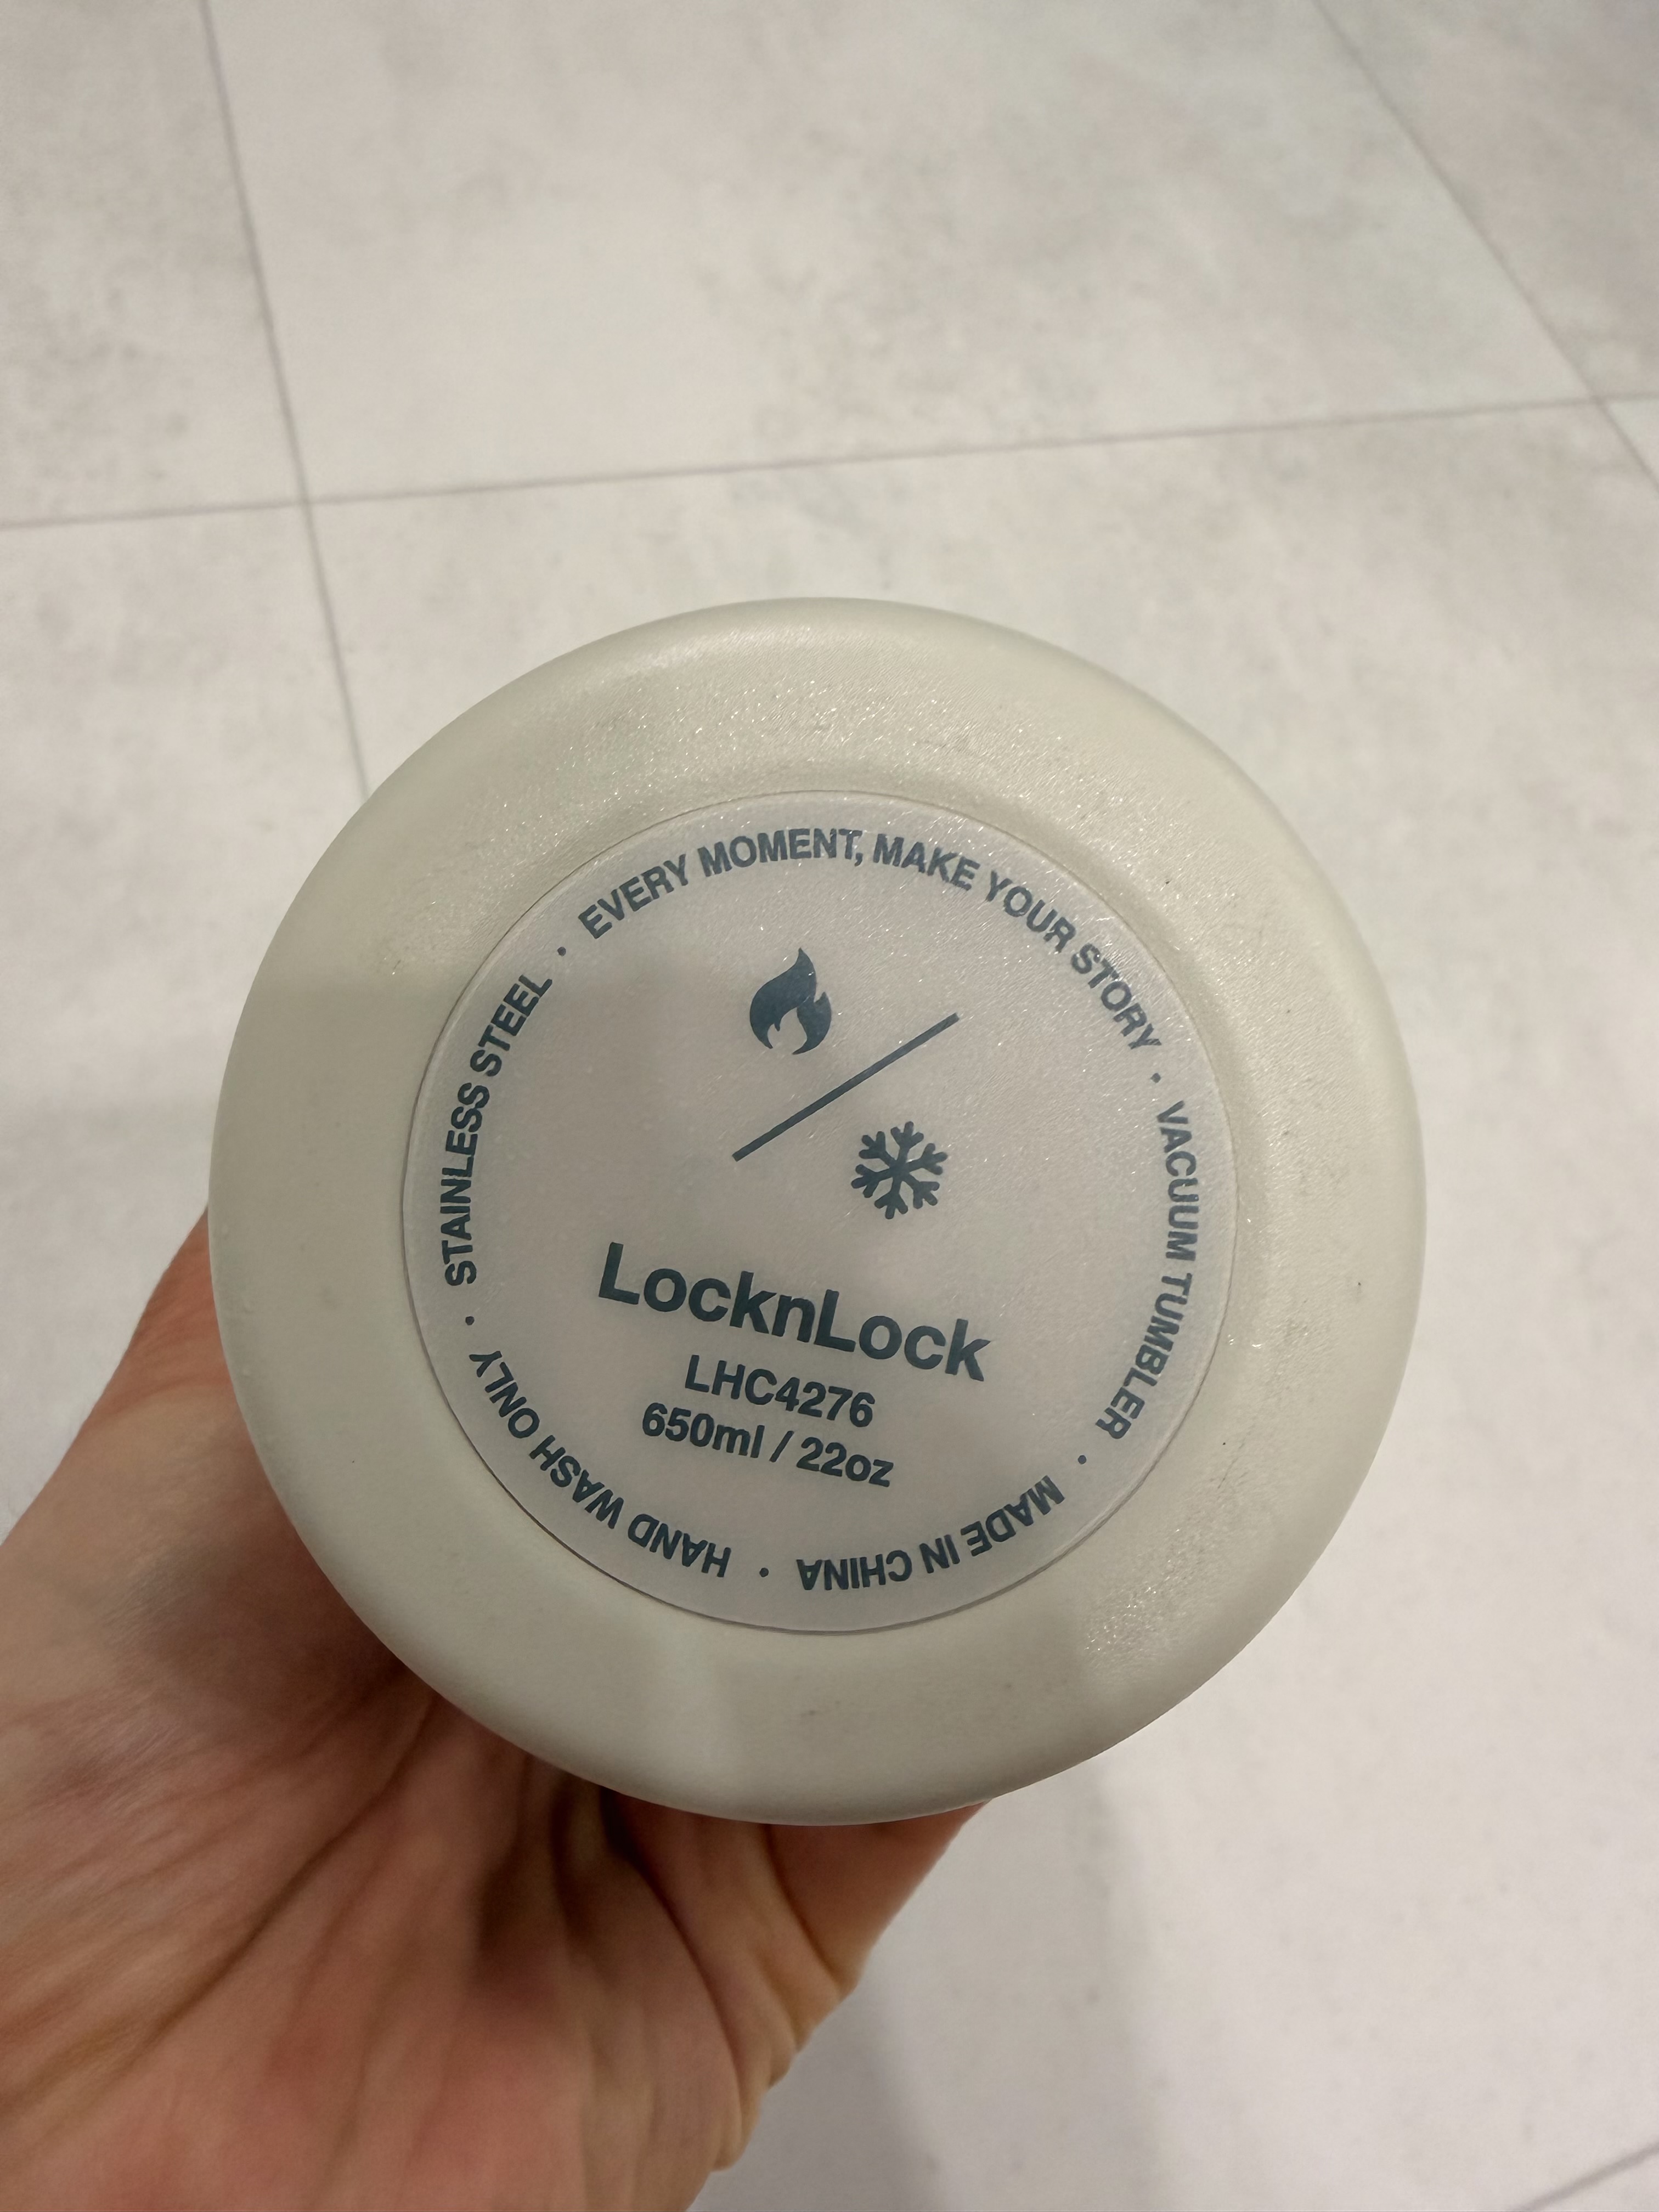 EVERY MOMENT, MAKE YOUR STORY · VACUUM TUMBLER · MADE IN CHINA · HAND WASH ONLY · STAINLESS STEEL ·
LocknLock
LHC4276
650ml / 22oz